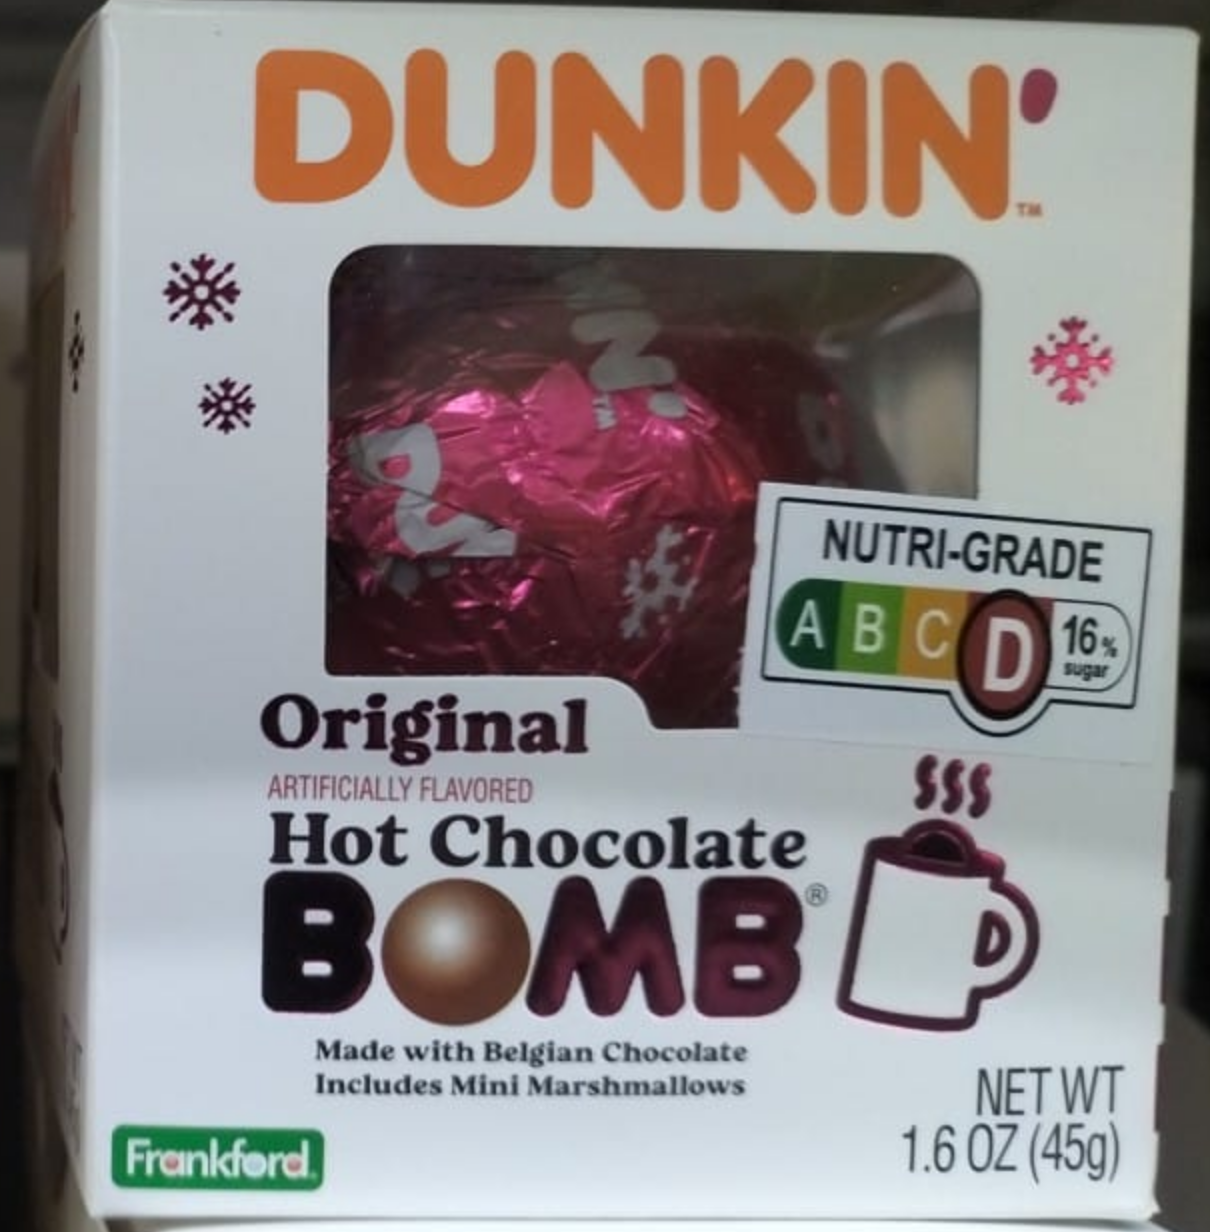 DUNKIN'
TM
NUTRI-GRADE
A B C D 16% sugar
Original
ARTIFICIALLY FLAVORED
Hot Chocolate
BOMB®
D
Made with Belgian Chocolate
Includes Mini Marshmallows
NET WT
1.6 OZ (45g)
Frankford